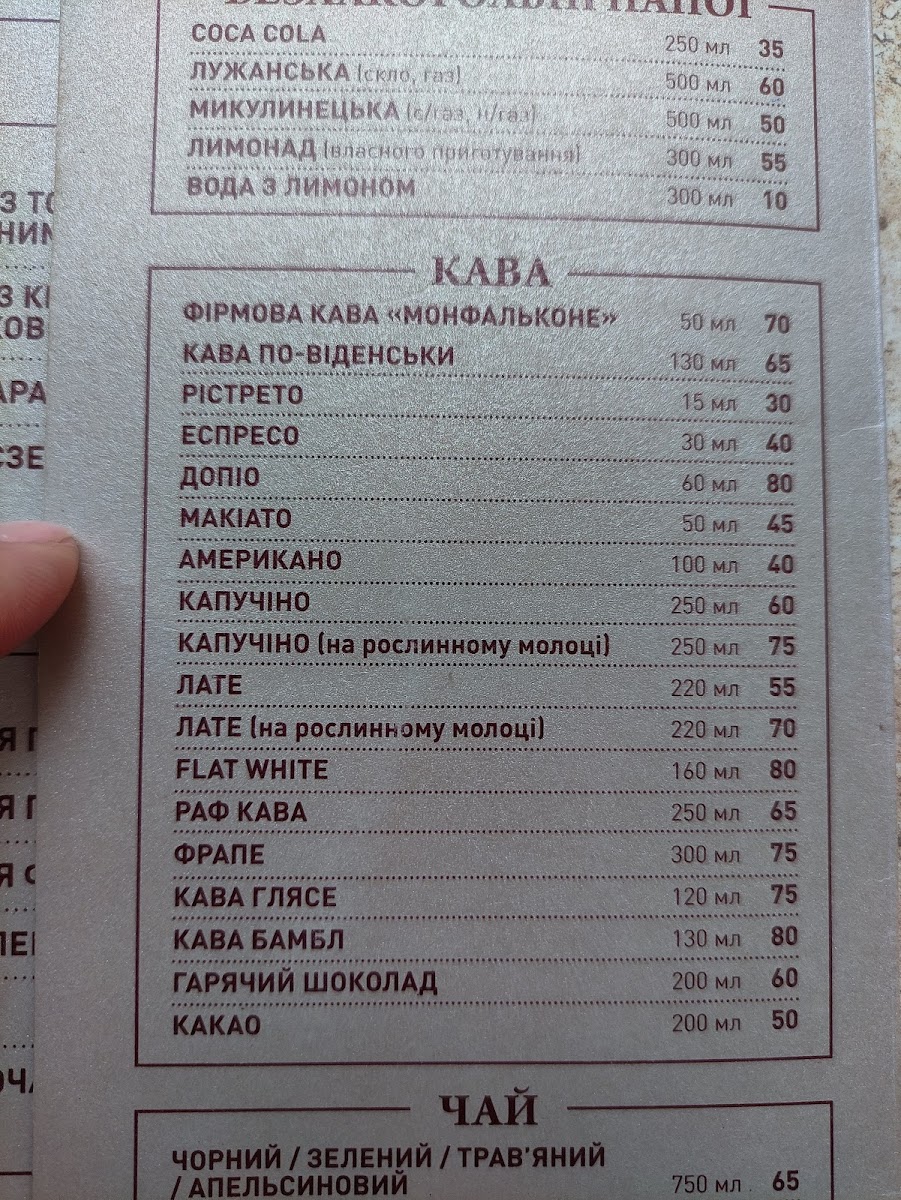 БЕЗАЛКОГОЛЬНІ НАПОЇ
COCA COLA 250 мл 35
ЛУЖАНСЬКА (скло, газ) 500 мл 60
МИКУЛИНЕЦЬКА (с/газ, н/газ) 500 мл 50
ЛИМОНАД (власного приготування) 300 мл 55
ВОДА З ЛИМОНОМ 300 мл 10
КАВА
ФІРМОВА КАВА «МОНФАЛЬКОНЕ» 50 мл 70
КАВА ПО-ВІДЕНСЬКИ 130 мл 65
РІСТРЕТО 15 мл 30
ЕСПРЕСО 30 мл 40
ДОПІО 60 мл 80
МАКІАТО 50 мл 45
АМЕРИКАНО 100 мл 40
КАПУЧІНО 250 мл 60
КАПУЧІНО (на рослинному молоці) 250 мл 75
ЛАТЕ 220 мл 55
ЛАТЕ (на рослинному молоці) 220 мл 70
FLAT WHITE 160 мл 80
РАФ КАВА 250 мл 65
ФРАПЕ 300 мл 75
КАВА ГЛЯСЕ 120 мл 75
КАВА БАМБЛ 130 мл 80
ГАРЯЧИЙ ШОКОЛАД 200 мл 60
КАКАО 200 мл 50
ЧАЙ
ЧОРНИЙ / ЗЕЛЕНИЙ / ТРАВ'ЯНИЙ
/ АПЕЛЬСИНОВИЙ 750 мл 65